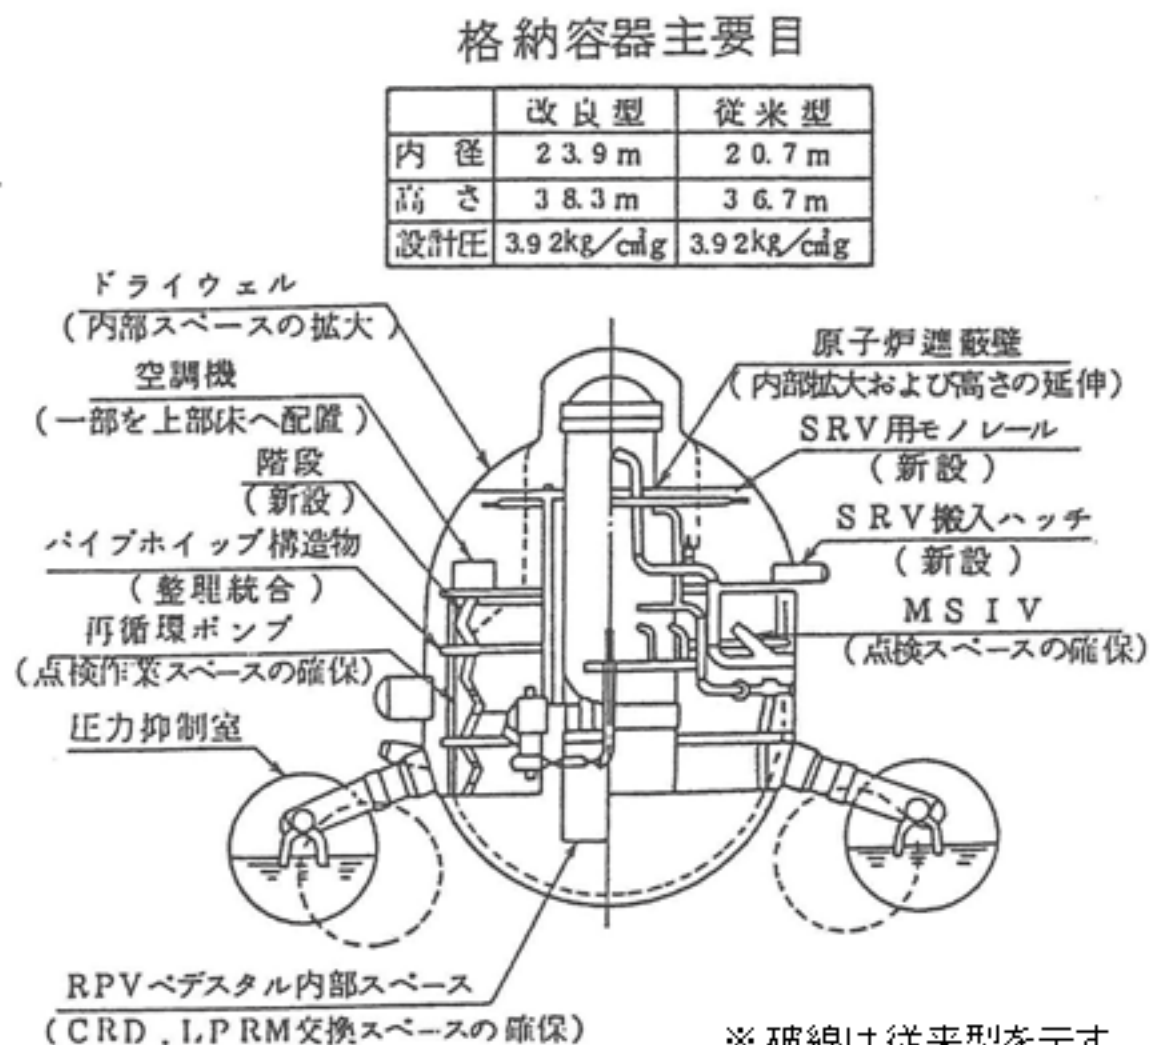 格納容器主要目
改良型 従来型
内 径 23.9m 20.7m
高 さ 38.3m 36.7m
設計圧 3.92kg/cm²g 3.92kg/cm²g
ドライウェル
(内部スペースの拡大)
空調機
(一部を上部床へ配置)
階段
(新設)
パイプホイップ構造物
(整理統合)
再循環ポンプ
(点検作業スペースの確保)
圧力抑制室
原子炉遮蔽壁
(内部拡大および高さの延伸)
SRV用モノレール
(新設)
SRV搬入ハッチ
(新設)
MSIV
(点検スペースの確保)
RPVペデスタル内部スペース
(CRD,LPRM交換スペースの確保)
※破線は従来型を示す